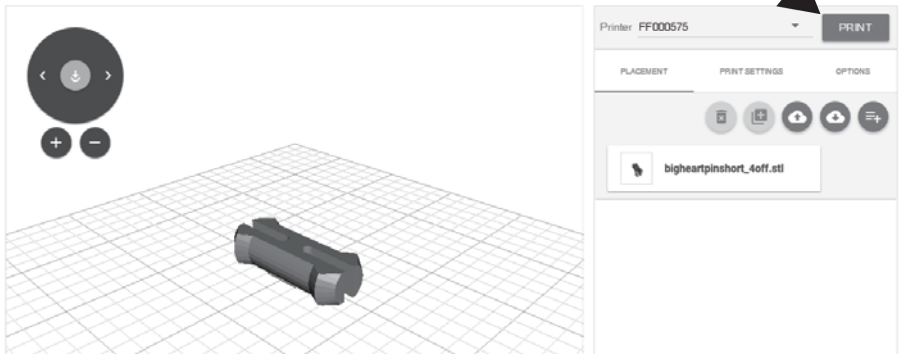 Printer FF000575 PRINT
PLACEMENT PRINT SETTINGS OPTIONS
bigheartpinshort_4off.stl